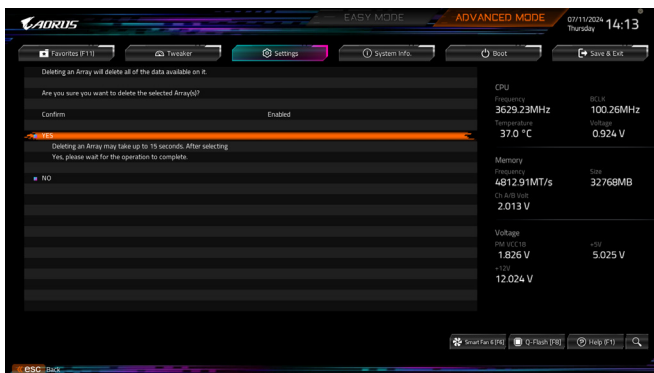 AORUS
EASY MODE
ADVANCED MODE
07/11/2024
Thursday
14:13
Favorites (F11)
Tweaker
Settings
System Info.
Boot
Save & Exit
Deleting an Array will delete all of the data available on it.
Are you sure you want to delete the selected Array(s)?
Confirm Enabled
YES
Deleting an Array may take up to 15 seconds. After selecting
Yes, please wait for the operation to complete.
NO
CPU
Frequency BCLK
3629.23MHz 100.26MHz
Temperature Voltage
37.0 °C 0.924 V
Memory
Frequency Size
4812.91MT/s 32768MB
Ch A/B Volt
2.013 V
Voltage
PM VCC18 +5V
1.826 V 5.025 V
+12V
12.024 V
Smart Fan 6 [F6]
Q-Flash [F8]
Help (F1)
esc Back